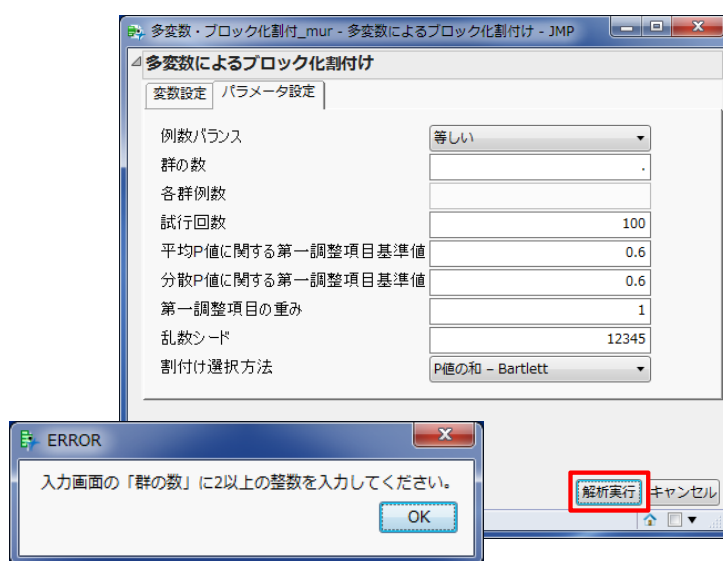 多変数・ブロック化割付_mur - 多変数によるブロック化割付け - JMP
多変数によるブロック化割付け
変数設定 パラメータ設定
例数バランス 等しい
群の数 .
各群例数
試行回数 100
平均P値に関する第一調整項目基準値 0.6
分散P値に関する第一調整項目基準値 0.6
第一調整項目の重み 1
乱数シード 12345
割付け選択方法 P値の和 – Bartlett
ERROR
入力画面の「群の数」に2以上の整数を入力してください。
OK
解析実行 キャンセル